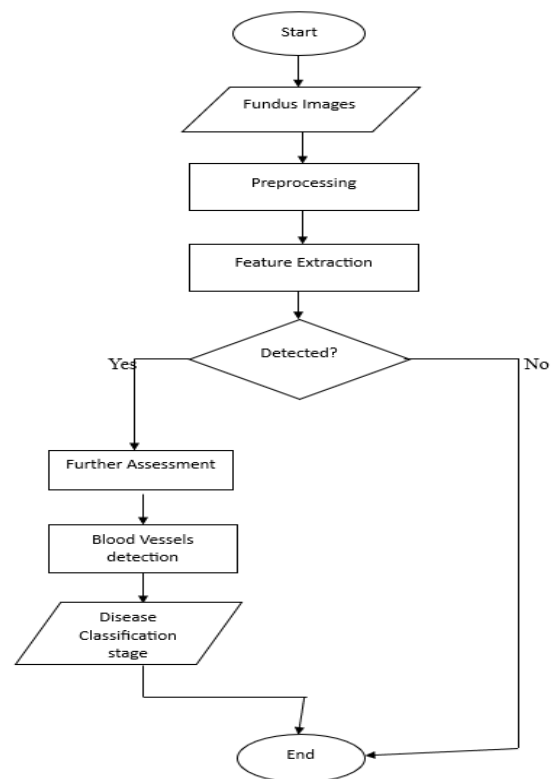 Start
Fundus Images
Preprocessing
Feature Extraction
Detected?
Yes
No
Further Assessment
Blood Vessels
detection
Disease
Classification
stage
End